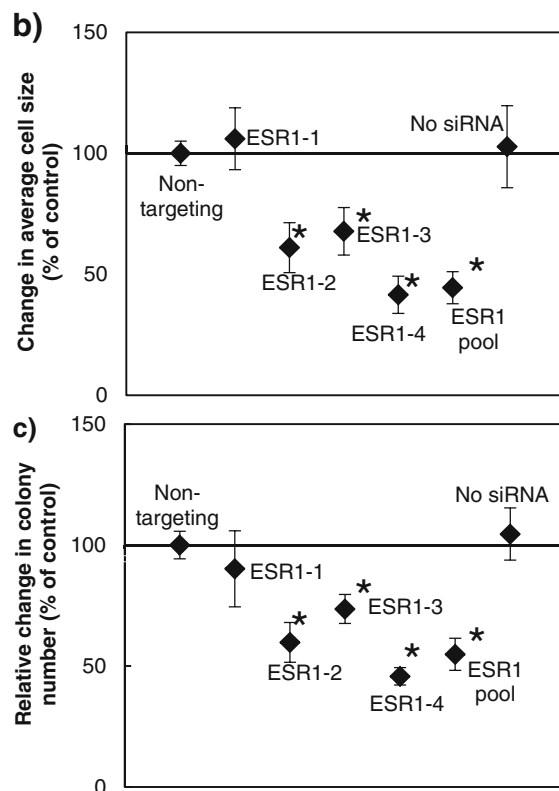 b)
Change in average cell size
(% of control)
150
100
50
0
Non-
targeting
ESR1-1
*
ESR1-2
*
ESR1-3
*
ESR1-4
*
ESR1
pool
No siRNA
c)
Relative change in colony
number (% of control)
150
100
50
0
Non-
targeting
ESR1-1
*
ESR1-2
*
ESR1-3
*
ESR1-4
*
ESR1
pool
No siRNA